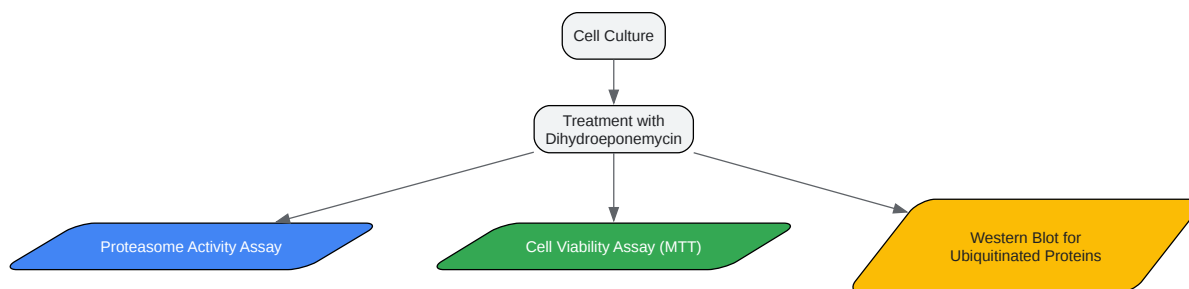 Cell Culture
Treatment with
Dihydroeponemycin
Proteasome Activity Assay
Cell Viability Assay (MTT)
Western Blot for
Ubiquitinated Proteins